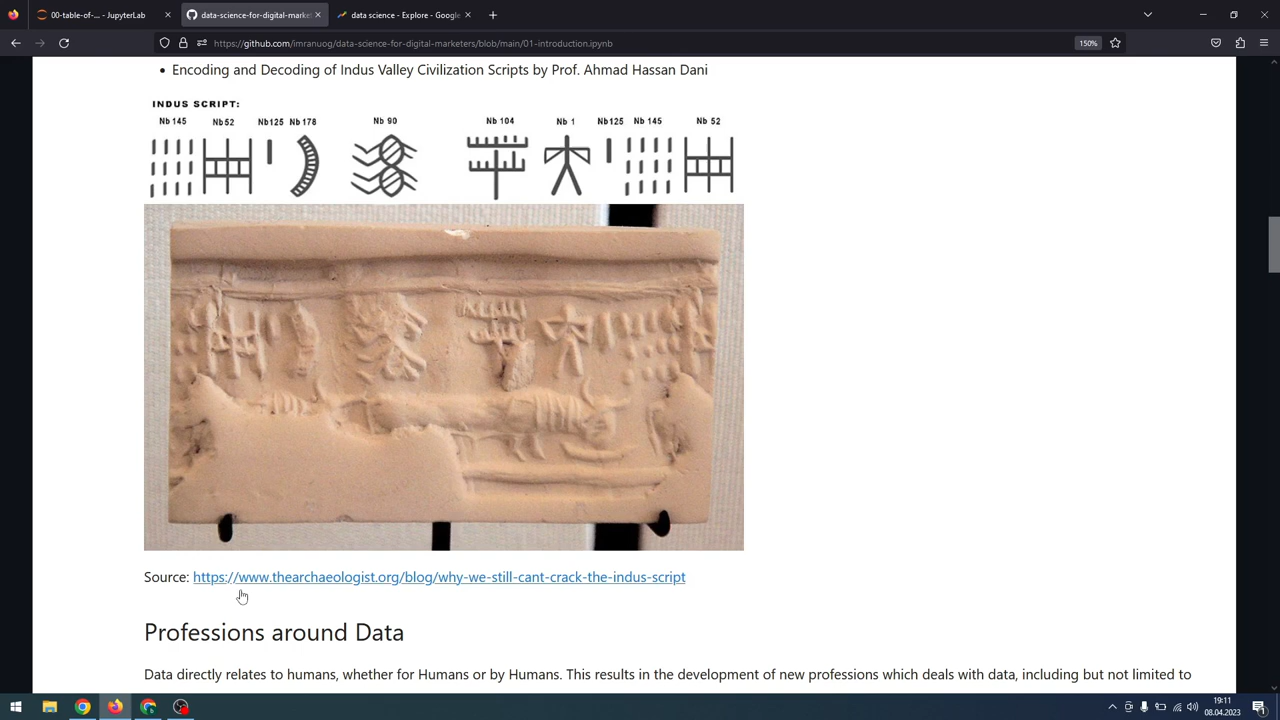 00-table-of-... - JupyterLab
data-science-for-digital-market
data science - Explore - Google
https://github.com/imranuog/data-science-for-digital-marketers/blob/main/01-introduction.ipynb
150%
• Encoding and Decoding of Indus Valley Civilization Scripts by Prof. Ahmad Hassan Dani
INDUS SCRIPT:
Nb 145 Nb52 Nb125 Nb 178 Nb 90 Nb 104 Nb 1 Nb125 Nb 145 Nb 52
Source: https://www.thearchaeologist.org/blog/why-we-still-cant-crack-the-indus-script
Professions around Data
Data directly relates to humans, whether for Humans or by Humans. This results in the development of new professions which deals with data, including but not limited to
19:11
08.04.2023